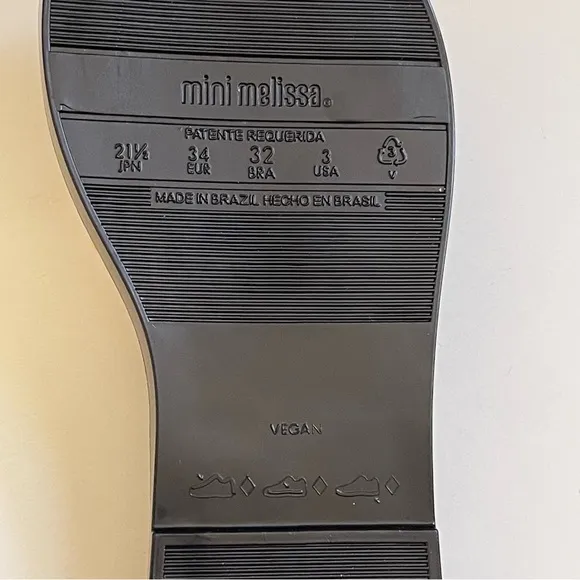 mini melissa®
PATENTE REQUERIDA
21½ 34 32 3 3
JPN EUR BRA USA V
MADE IN BRAZIL HECHO EN BRASIL
VEGAN